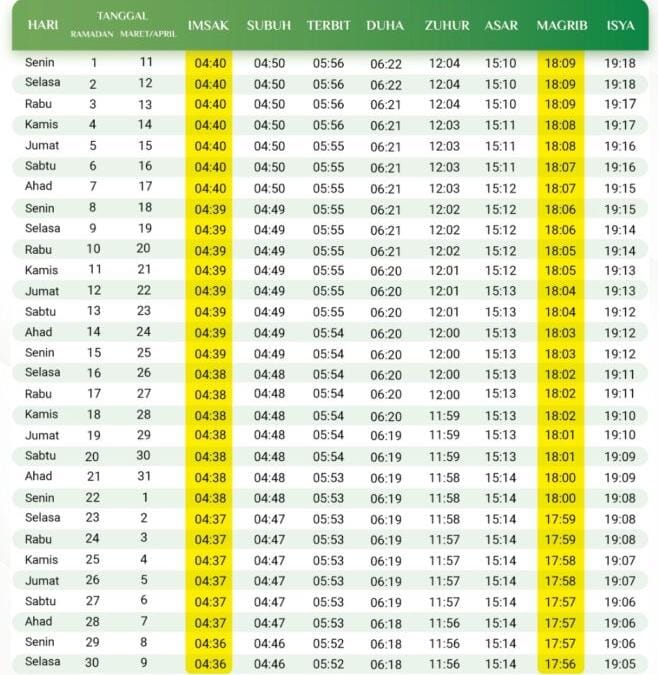 HARI TANGGAL IMSAK SUBUH TERBIT DUHA ZUHUR ASAR MAGRIB ISYA
RAMADAN MARET/APRIL
Senin 1 11 04:40 04:50 05:56 06:22 12:04 15:10 18:09 19:18
Selasa 2 12 04:40 04:50 05:56 06:22 12:04 15:10 18:09 19:18
Rabu 3 13 04:40 04:50 05:56 06:21 12:04 15:10 18:09 19:17
Kamis 4 14 04:40 04:50 05:56 06:21 12:03 15:11 18:08 19:17
Jumat 5 15 04:40 04:50 05:55 06:21 12:03 15:11 18:08 19:16
Sabtu 6 16 04:40 04:50 05:55 06:21 12:03 15:11 18:07 19:16
Ahad 7 17 04:40 04:50 05:55 06:21 12:03 15:12 18:07 19:15
Senin 8 18 04:39 04:49 05:55 06:21 12:02 15:12 18:06 19:15
Selasa 9 19 04:39 04:49 05:55 06:21 12:02 15:12 18:06 19:14
Rabu 10 20 04:39 04:49 05:55 06:21 12:02 15:12 18:05 19:14
Kamis 11 21 04:39 04:49 05:55 06:20 12:01 15:12 18:05 19:13
Jumat 12 22 04:39 04:49 05:55 06:20 12:01 15:13 18:04 19:13
Sabtu 13 23 04:39 04:49 05:55 06:20 12:01 15:13 18:04 19:12
Ahad 14 24 04:39 04:49 05:54 06:20 12:00 15:13 18:03 19:12
Senin 15 25 04:39 04:49 05:54 06:20 12:00 15:13 18:03 19:12
Selasa 16 26 04:38 04:48 05:54 06:20 12:00 15:13 18:02 19:11
Rabu 17 27 04:38 04:48 05:54 06:20 12:00 15:13 18:02 19:11
Kamis 18 28 04:38 04:48 05:54 06:20 11:59 15:13 18:02 19:10
Jumat 19 29 04:38 04:48 05:54 06:19 11:59 15:13 18:01 19:10
Sabtu 20 30 04:38 04:48 05:54 06:19 11:59 15:13 18:01 19:09
Ahad 21 31 04:38 04:48 05:53 06:19 11:58 15:14 18:00 19:09
Senin 22 1 04:38 04:48 05:53 06:19 11:58 15:14 18:00 19:08
Selasa 23 2 04:37 04:47 05:53 06:19 11:58 15:14 17:59 19:08
Rabu 24 3 04:37 04:47 05:53 06:19 11:57 15:14 17:59 19:08
Kamis 25 4 04:37 04:47 05:53 06:19 11:57 15:14 17:58 19:07
Jumat 26 5 04:37 04:47 05:53 06:19 11:57 15:14 17:58 19:07
Sabtu 27 6 04:37 04:47 05:53 06:19 11:57 15:14 17:57 19:06
Ahad 28 7 04:37 04:47 05:53 06:18 11:56 15:14 17:57 19:06
Senin 29 8 04:36 04:46 05:52 06:18 11:56 15:14 17:57 19:06
Selasa 30 9 04:36 04:46 05:52 06:18 11:56 15:14 17:56 19:05